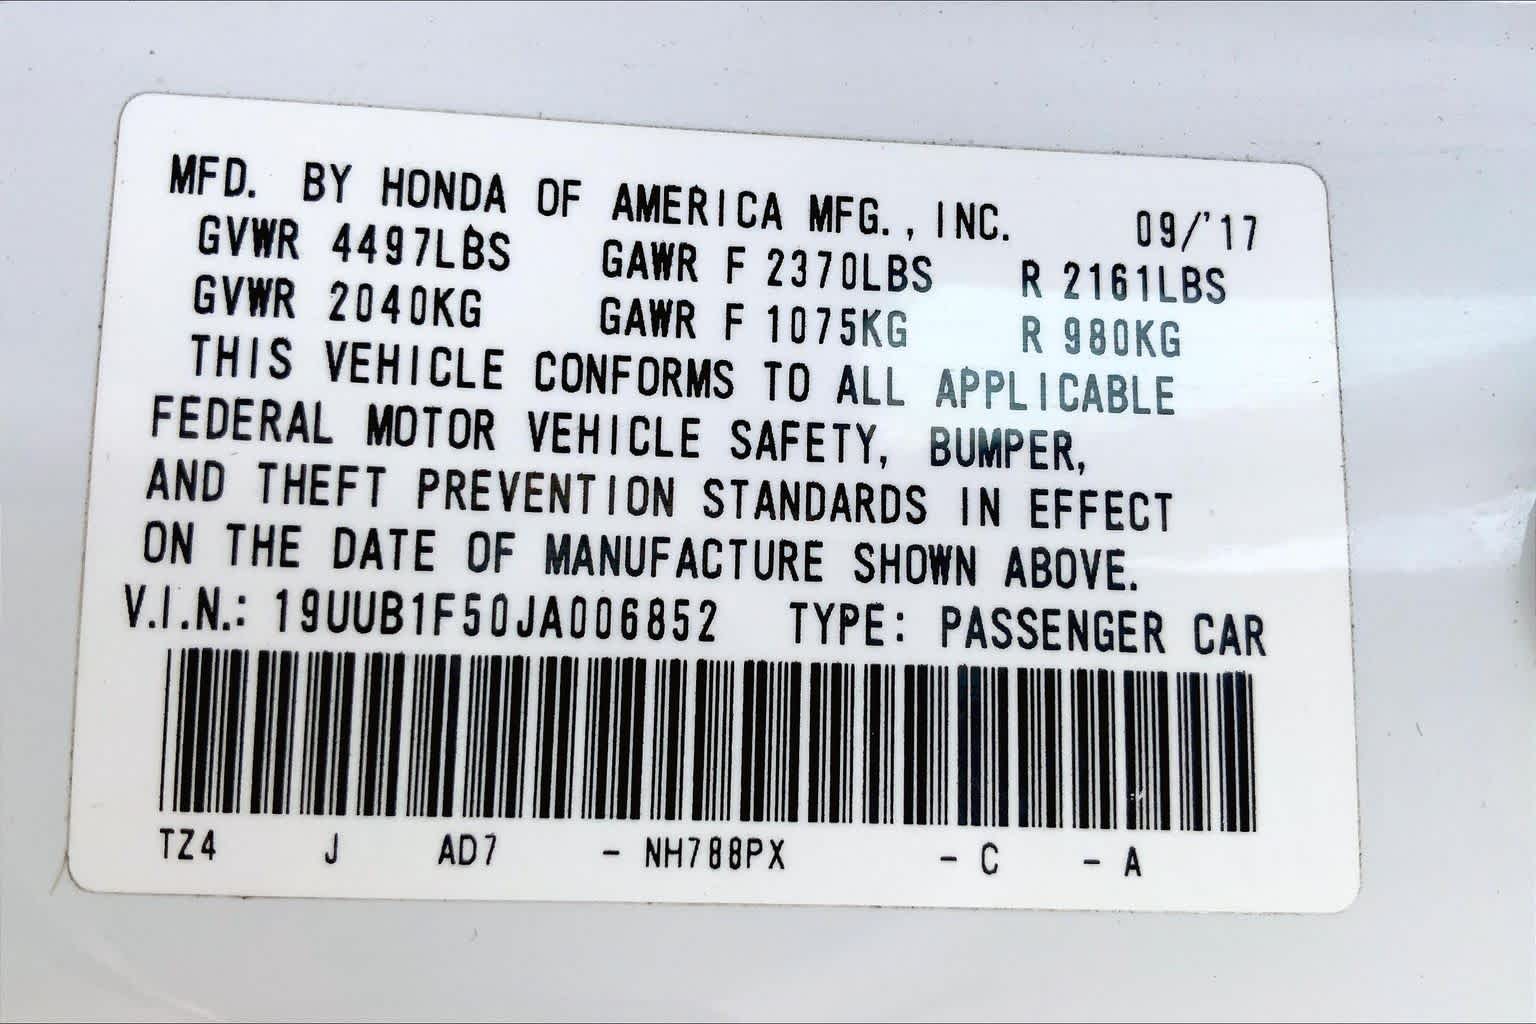 MFD. BY HONDA OF AMERICA MFG., INC. 09/'17
GVWR 4497LBS GAWR F 2370LBS R 2161LBS
GVWR 2040KG GAWR F 1075KG R 980KG
THIS VEHICLE CONFORMS TO ALL APPLICABLE
FEDERAL MOTOR VEHICLE SAFETY, BUMPER,
AND THEFT PREVENTION STANDARDS IN EFFECT
ON THE DATE OF MANUFACTURE SHOWN ABOVE.
V.I.N.: 19UUB1F50JA006852 TYPE: PASSENGER CAR
TZ4 J AD7 - NH788PX - C - A